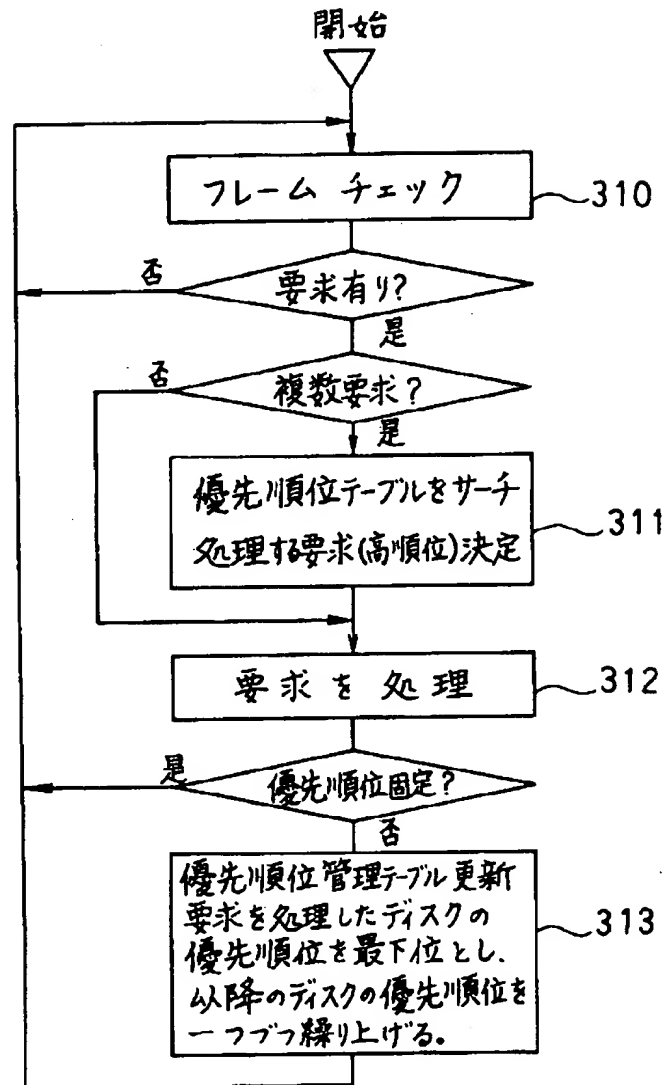 開始
フレーム チェック
310
要求有り?
否
是
複数要求?
否
是
優先順位テーブルをサーチ
処理する要求(高順位)決定
311
要求を処理
312
優先順位固定?
是
否
優先順位管理テーブル更新
要求を処理したディスクの
優先順位を最下位とし、
以降のディスクの優先順位を
一つづつ繰り上げる。
313